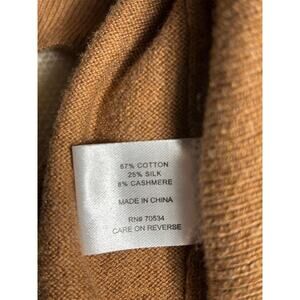 67% COTTON
25% SILK
8% CASHMERE
MADE IN CHINA
RN# 70534
CARE ON REVERSE